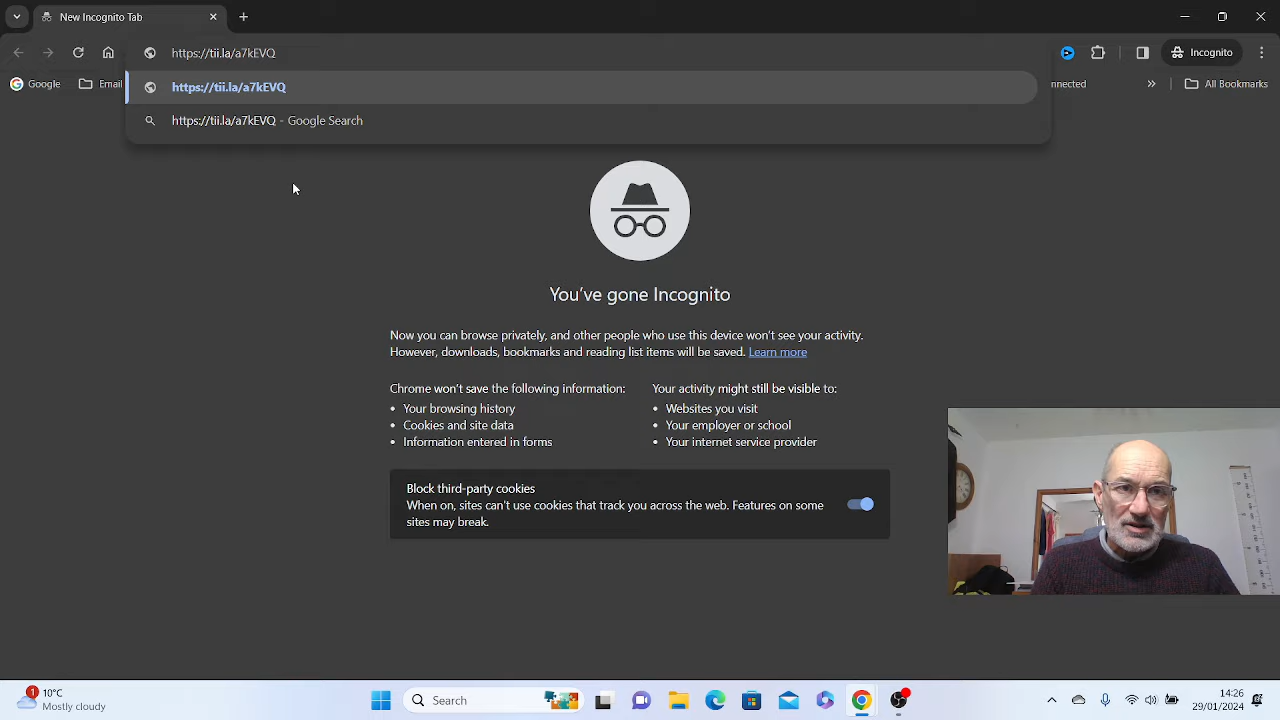 New Incognito Tab
https://tii.la/a7kEVQ
Incognito
Google
Email
https://tii.la/a7kEVQ
nnected
All Bookmarks
https://tii.la/a7kEVQ - Google Search
You've gone Incognito
Now you can browse privately, and other people who use this device won't see your activity.
However, downloads, bookmarks and reading list items will be saved. Learn more
Chrome won't save the following information:
Your browsing history
Cookies and site data
Information entered in forms
Your activity might still be visible to:
Websites you visit
Your employer or school
Your internet service provider
Block third-party cookies
When on, sites can't use cookies that track you across the web. Features on some
sites may break.
1
10°C
Mostly cloudy
Search
14:26
29/01/2024